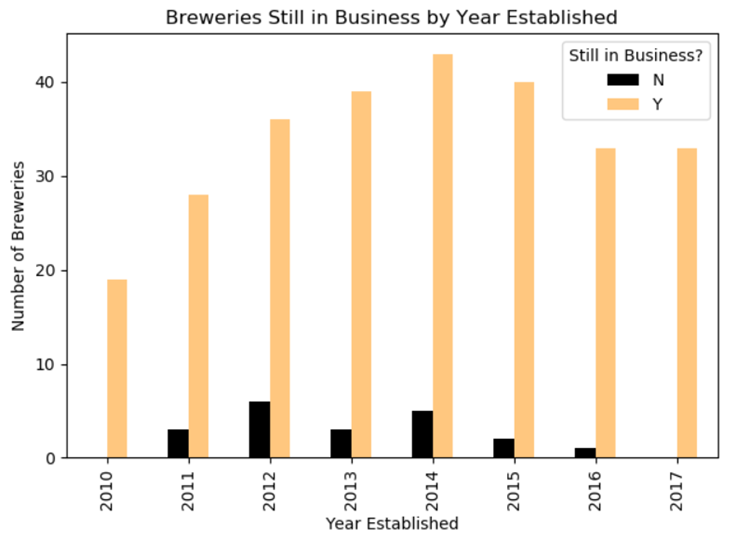 Breweries Still in Business by Year Established
Still in Business?
N
Y
Number of Breweries
40
30
20
10
0
2010
2011
2012
2013
2014
2015
2016
2017
Year Established